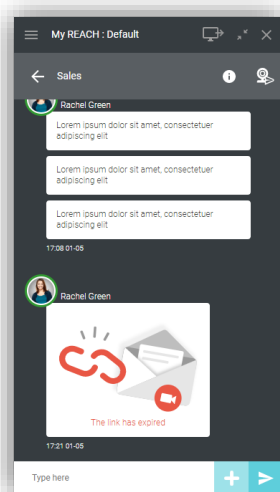 My REACH : Default
Sales
Rachel Green
Lorem ipsum dolor sit amet, consectetuer
adipiscing elit
Lorem ipsum dolor sit amet, consectetuer
adipiscing elit
Lorem ipsum dolor sit amet, consectetuer
adipiscing elit
17:08 01-05
Rachel Green
The link has expired
17:21 01-05
Type here